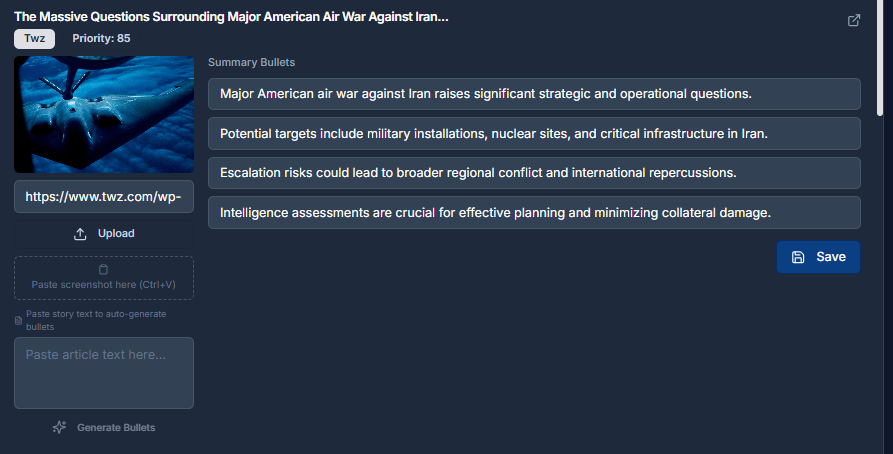 The Massive Questions Surrounding Major American Air War Against Iran...
Twz
Priority: 85
Summary Bullets
Major American air war against Iran raises significant strategic and operational questions.
Potential targets include military installations, nuclear sites, and critical infrastructure in Iran.
Escalation risks could lead to broader regional conflict and international repercussions.
Intelligence assessments are crucial for effective planning and minimizing collateral damage.
Save
https://www.twz.com/wp-
Upload
Paste screenshot here (Ctrl+V)
Paste story text to auto-generate
bullets
Paste article text here...
Generate Bullets